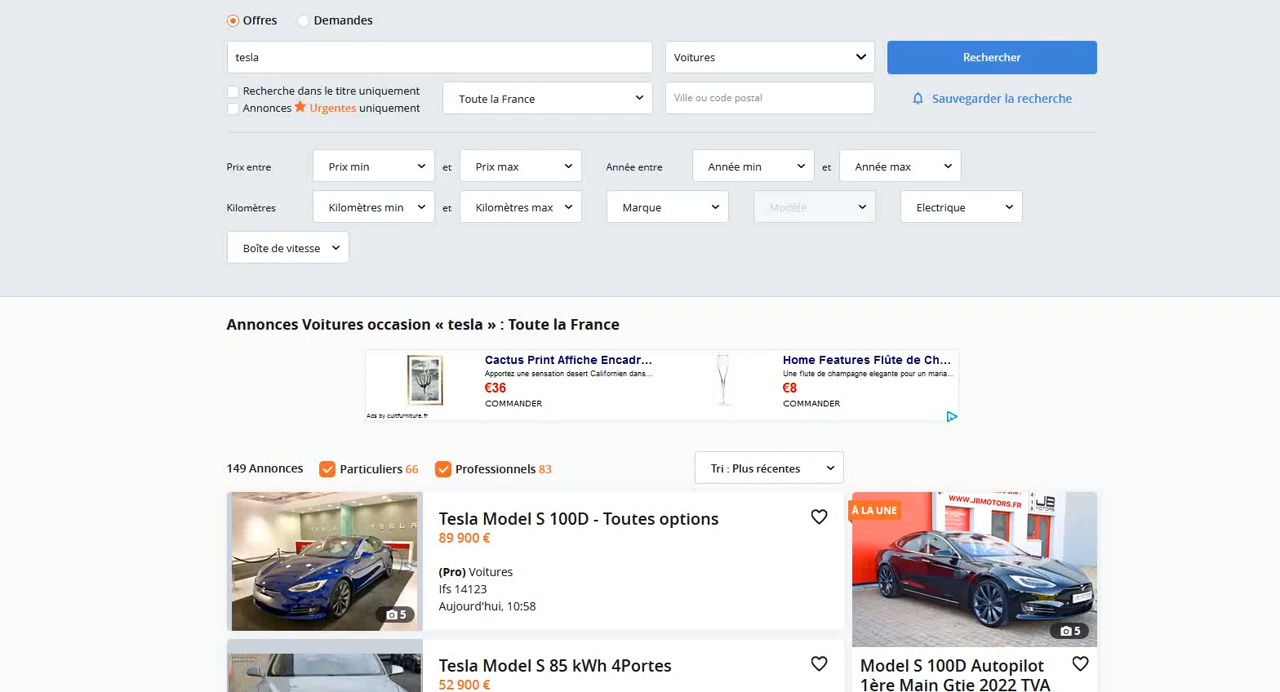 Offres
Demandes
tesla
Voitures
Rechercher
Recherche dans le titre uniquement
Annonces Urgentes uniquement
Toute la France
Ville ou code postal
Sauvegarder la recherche
Prix entre
Prix min
et
Prix max
Année entre
Année min
et
Année max
Kilomètres
Kilomètres min
et
Kilomètres max
Marque
Modèle
Electrique
Boîte de vitesse
Annonces Voitures occasion « tesla » : Toute la France
Cactus Print Affiche Encadr...
Apportez une sensation desert Californien dans...
€36
COMMANDER
Home Features Flûte de Ch...
Une flute de champagne elegante pour un maria...
€8
COMMANDER
Ads by cultfurniture.fr
149 Annonces
Particuliers 66
Professionnels 83
Tri : Plus récentes
TESLA
5
Tesla Model S 100D - Toutes options
89 900 €
(Pro) Voitures
Ifs 14123
Aujourd'hui, 10:58
Tesla Model S 85 kWh 4Portes
52 900 €
À LA UNE
WWW.JBMOTORS.FR
JB
5
Model S 100D Autopilot
1ère Main Gtie 2022 TVA